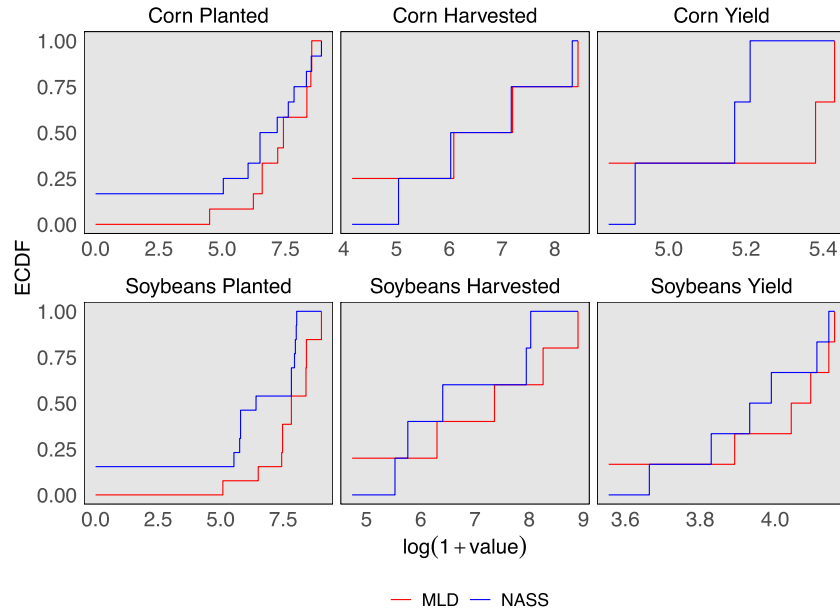 Corn Planted Corn Harvested Corn Yield
1.00
0.75
0.50
0.25
0.00
0.0 2.5 5.0 7.5 4 5 6 7 8 5.0 5.2 5.4
ECDF
Soybeans Planted Soybeans Harvested Soybeans Yield
1.00
0.75
0.50
0.25
0.00
0.0 2.5 5.0 7.5 5 6 7 8 9 3.6 3.8 4.0
log(1+value)
MLD NASS